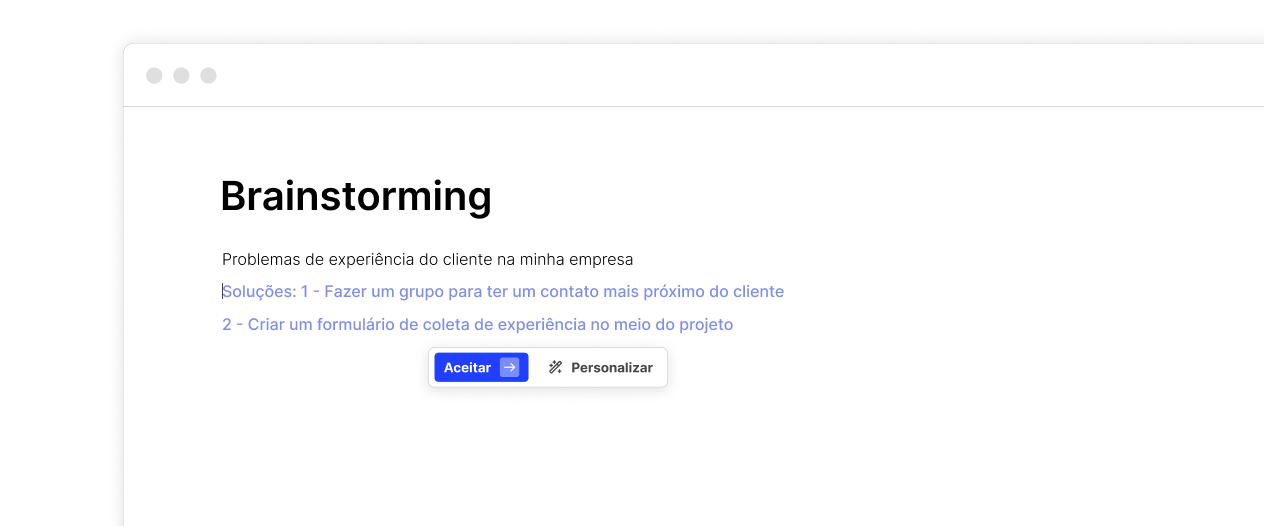 Brainstorming
Problemas de experiência do cliente na minha empresa
Soluções: 1 - Fazer um grupo para ter um contato mais próximo do cliente
2 - Criar um formulário de coleta de experiência no meio do projeto
Aceitar → Personalizar